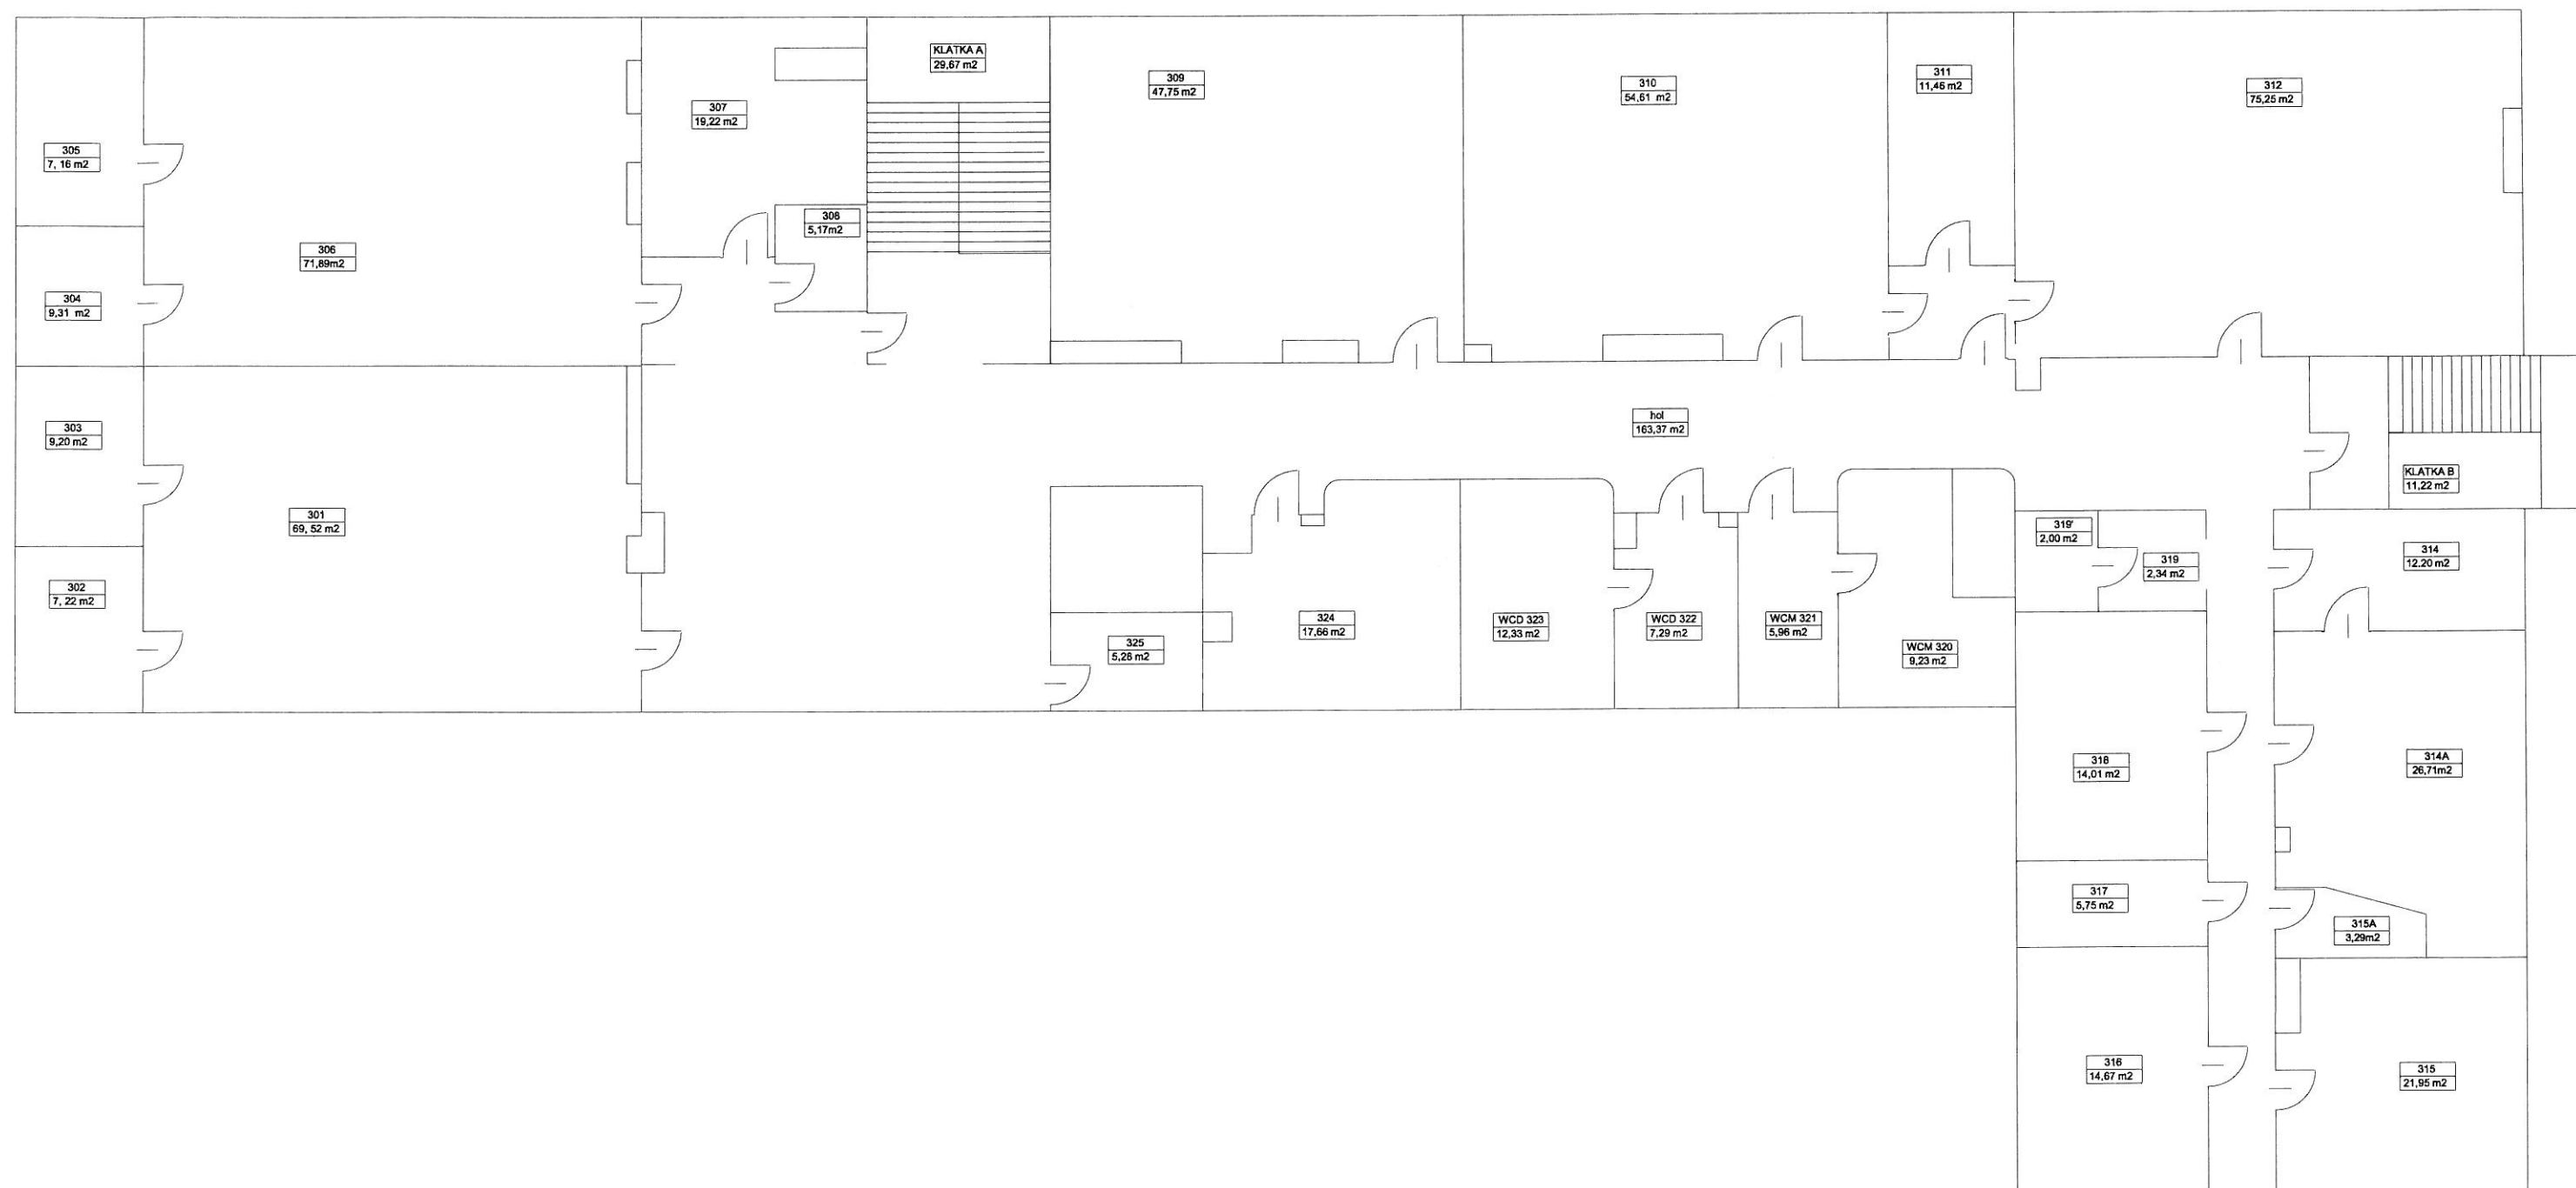 KLATKA A
29,67 m2
309
47,75 m2
310
54,61 m2
311
11,46 m2
312
75,25 m2
307
19,22 m2
305
7, 16 m2
308
5,17m2
306
71,89m2
304
9,31 m2
303
9,20 m2
hol
163,37 m2
KLATKA B
11,22 m2
301
69, 52 m2
319'
2,00 m2
319
2,34 m2
314
12.20 m2
302
7, 22 m2
325
5,28 m2
324
17,66 m2
WCD 323
12,33 m2
WCD 322
7,29 m2
WCM 321
5,96 m2
WCM 320
9,23 m2
318
14,01 m2
314A
26,71m2
317
5,75 m2
315A
3,29m2
316
14,67 m2
315
21,95 m2